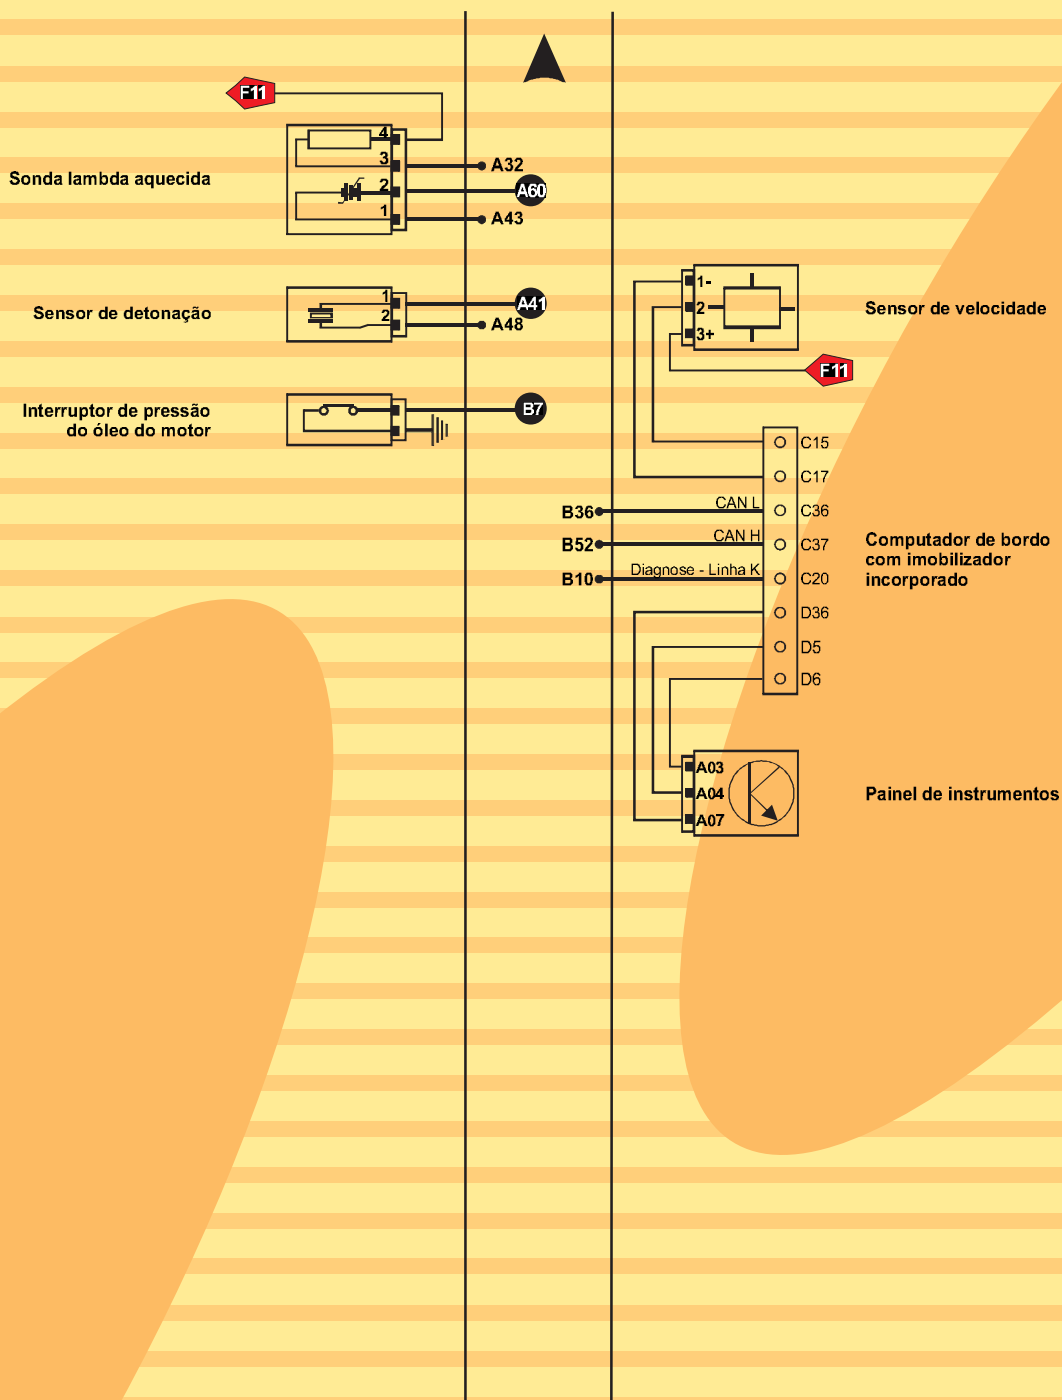 F11
4
3
A32
Sonda lambda aquecida
2
A60
1
A43
1
A41
Sensor de detonação
2
A48
Interruptor de pressão
do óleo do motor
B7
1-
2
3+
Sensor de velocidade
F11
C15
C17
B36
CAN L
C36
B52
CAN H
C37
B10
Diagnose - Linha K
C20
Computador de bordo
com imobilizador
incorporado
D36
D5
D6
A03
A04
A07
Painel de instrumentos